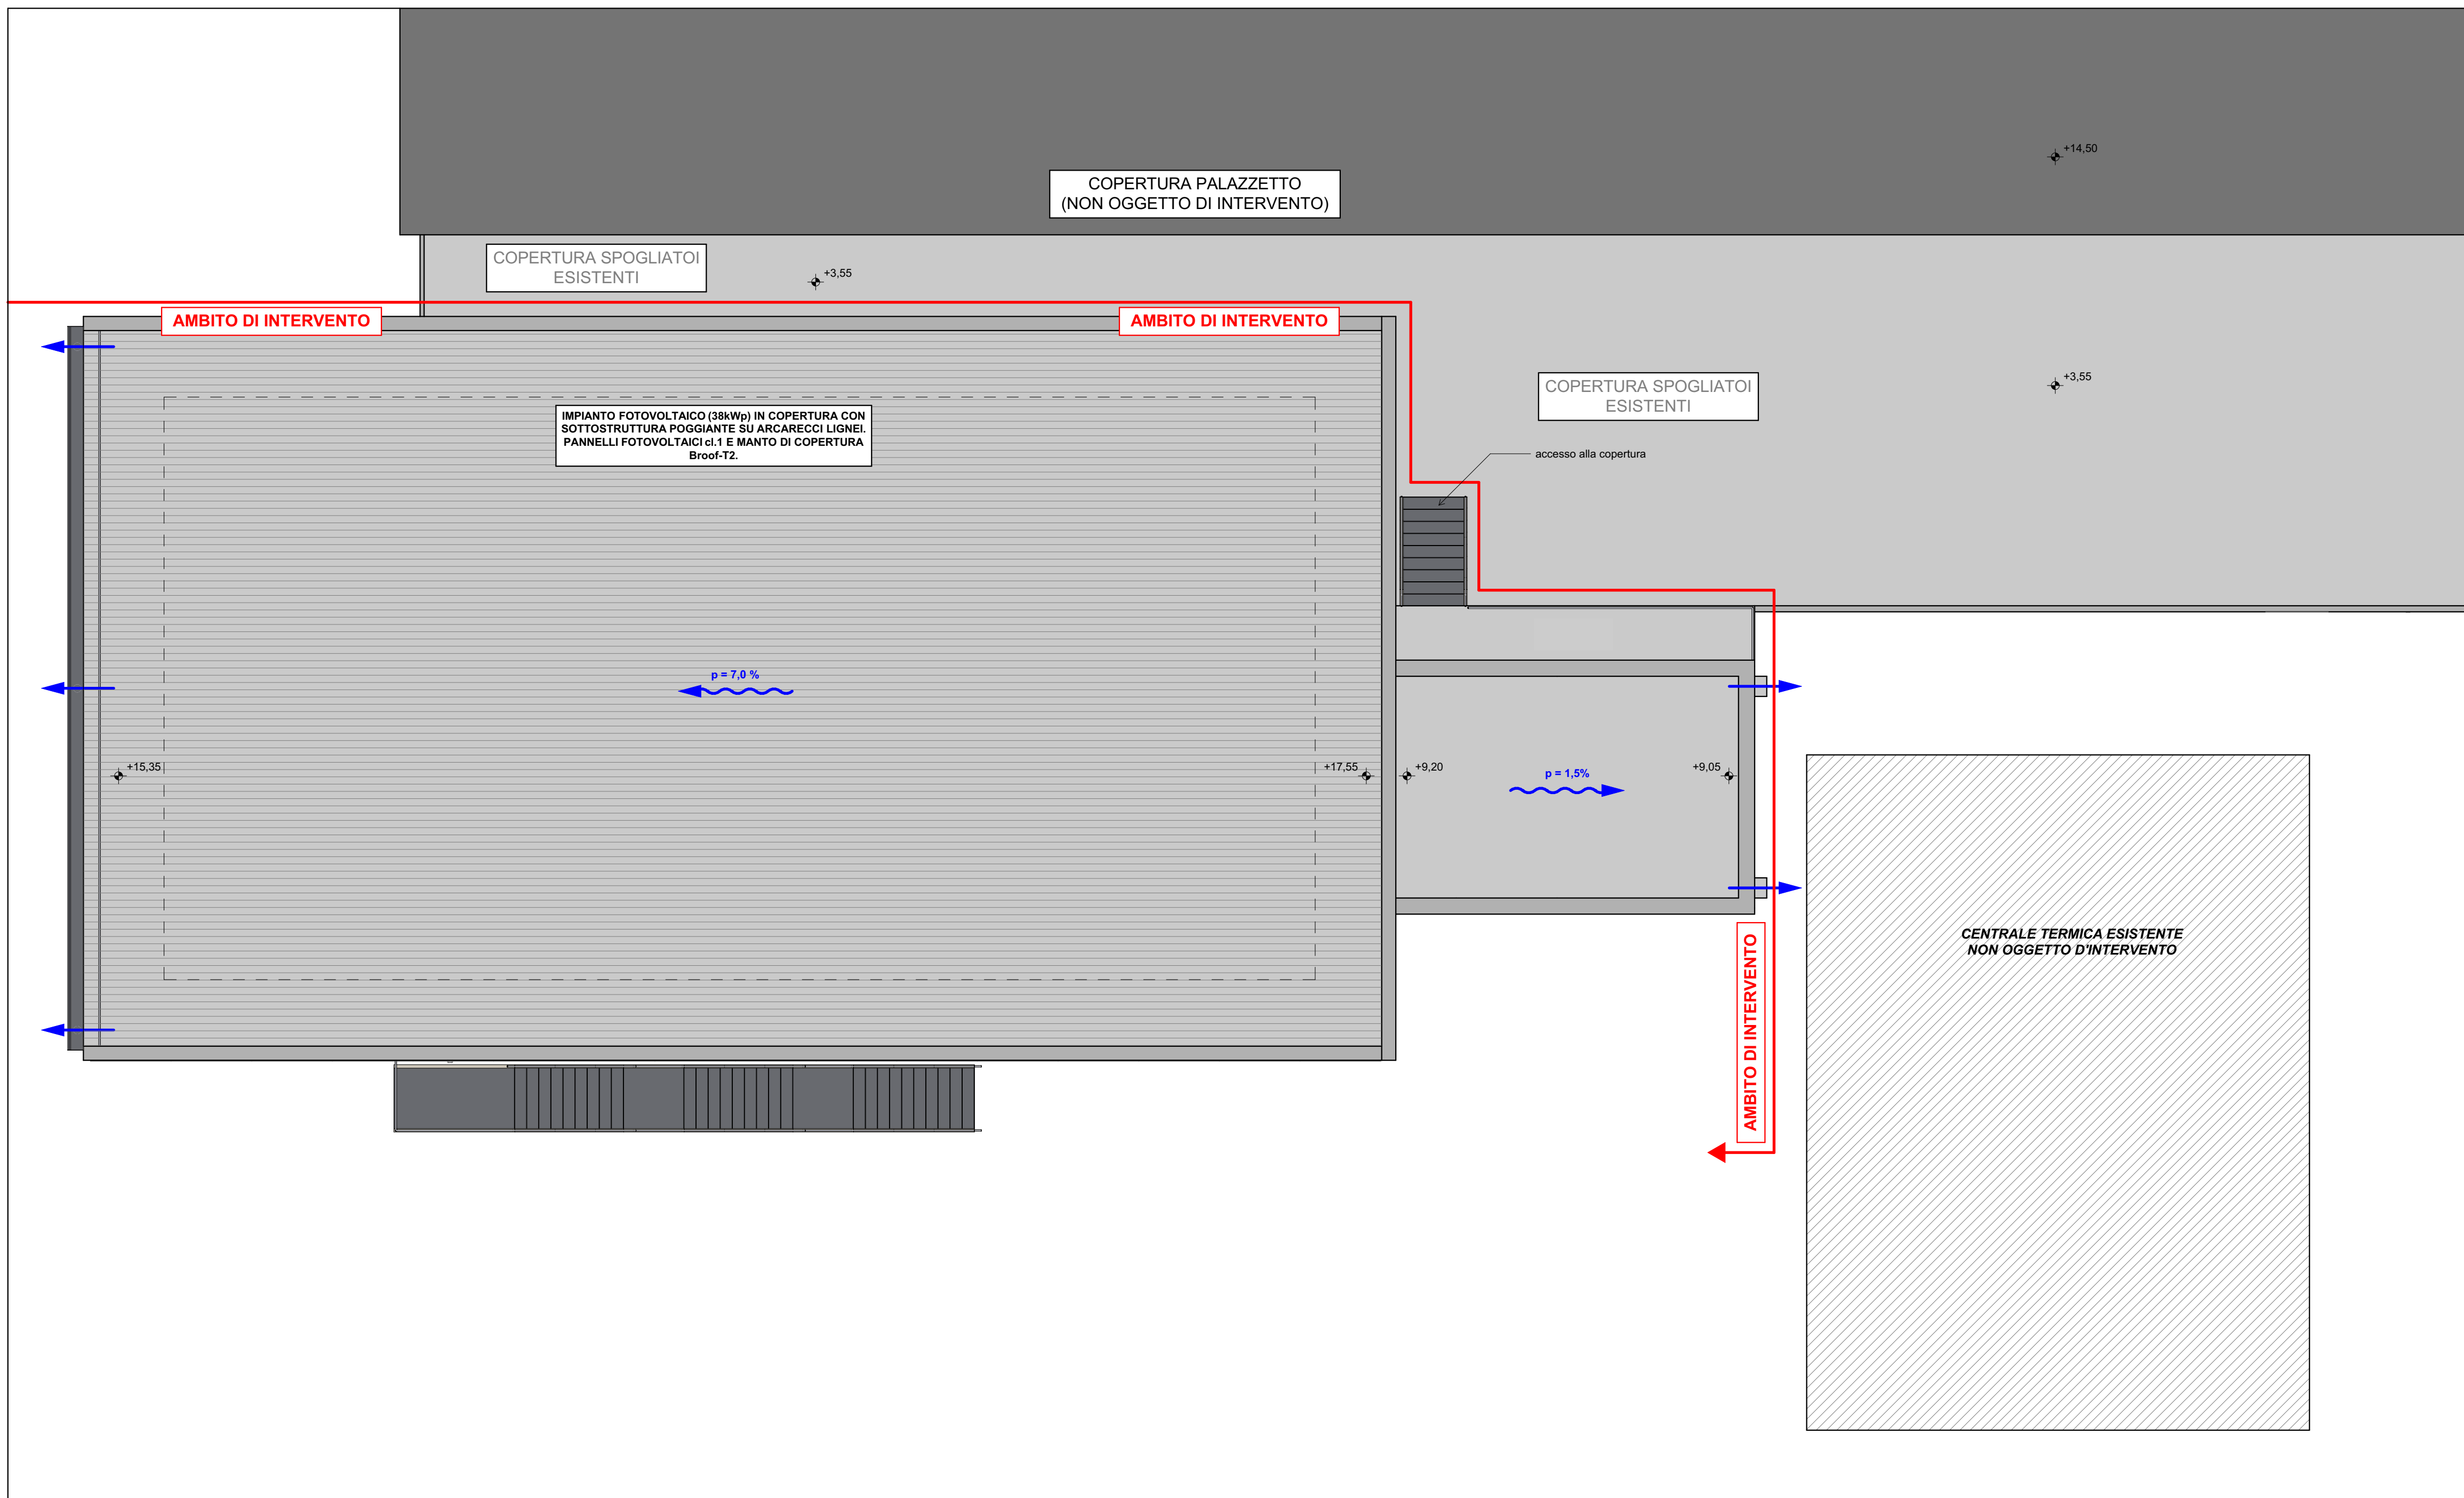 +14,50
COPERTURA PALAZZETTO
(NON OGGETTO DI INTERVENTO)
COPERTURA SPOGLIATOI
ESISTENTI
+3,55
AMBITO DI INTERVENTO
AMBITO DI INTERVENTO
COPERTURA SPOGLIATOI
ESISTENTI
+3,55
IMPIANTO FOTOVOLTAICO (38kWp) IN COPERTURA CON
SOTTOSTRUTTURA POGGIANTE SU ARCARECCI LIGNEI.
PANNELLI FOTOVOLTAICI cl.1 E MANTO DI COPERTURA
Broof-T2.
accesso alla copertura
p = 7,0 %
+15,35
+17,55
+9,20
p = 1,5%
+9,05
CENTRALE TERMICA ESISTENTE
NON OGGETTO D'INTERVENTO
AMBITO DI INTERVENTO